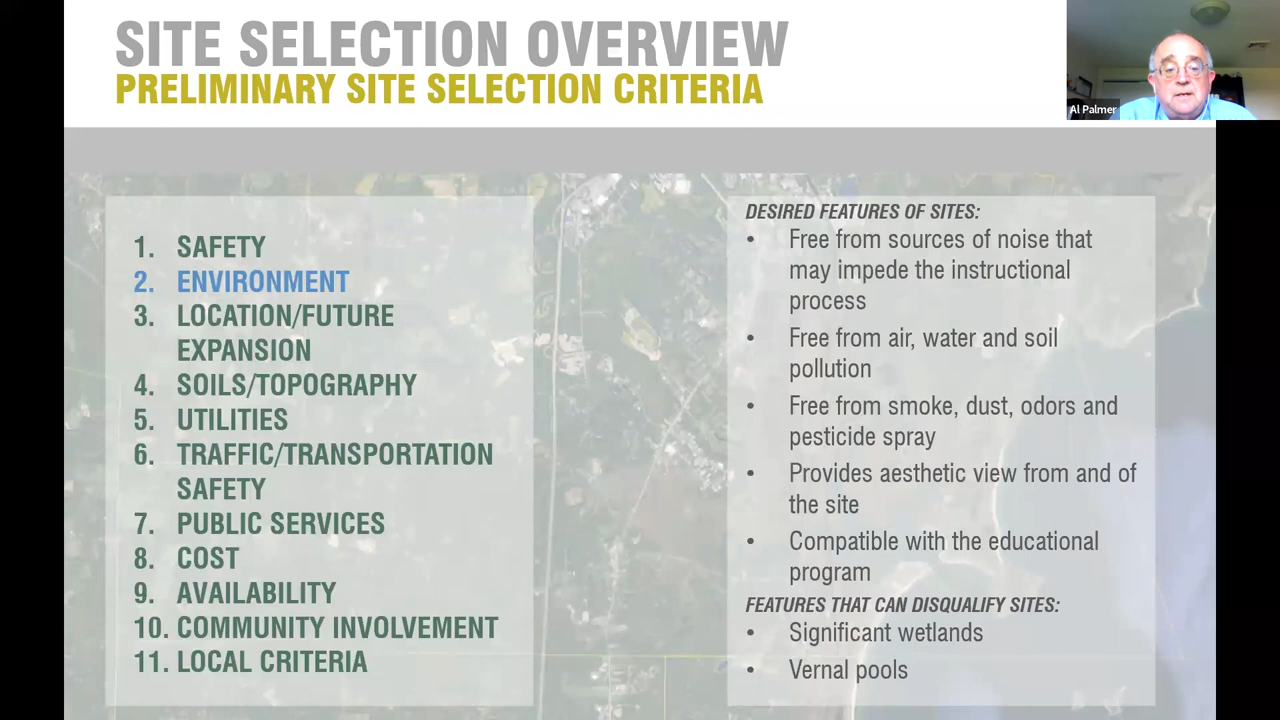 SITE SELECTION OVERVIEW
PRELIMINARY SITE SELECTION CRITERIA
Al Palmer
1. SAFETY
2. ENVIRONMENT
3. LOCATION/FUTURE
EXPANSION
4. SOILS/TOPOGRAPHY
5. UTILITIES
6. TRAFFIC/TRANSPORTATION
SAFETY
7. PUBLIC SERVICES
8. COST
9. AVAILABILITY
10. COMMUNITY INVOLVEMENT
11. LOCAL CRITERIA
DESIRED FEATURES OF SITES:
• Free from sources of noise that
may impede the instructional
process
• Free from air, water and soil
pollution
• Free from smoke, dust, odors and
pesticide spray
• Provides aesthetic view from and of
the site
• Compatible with the educational
program
FEATURES THAT CAN DISQUALIFY SITES:
• Significant wetlands
• Vernal pools